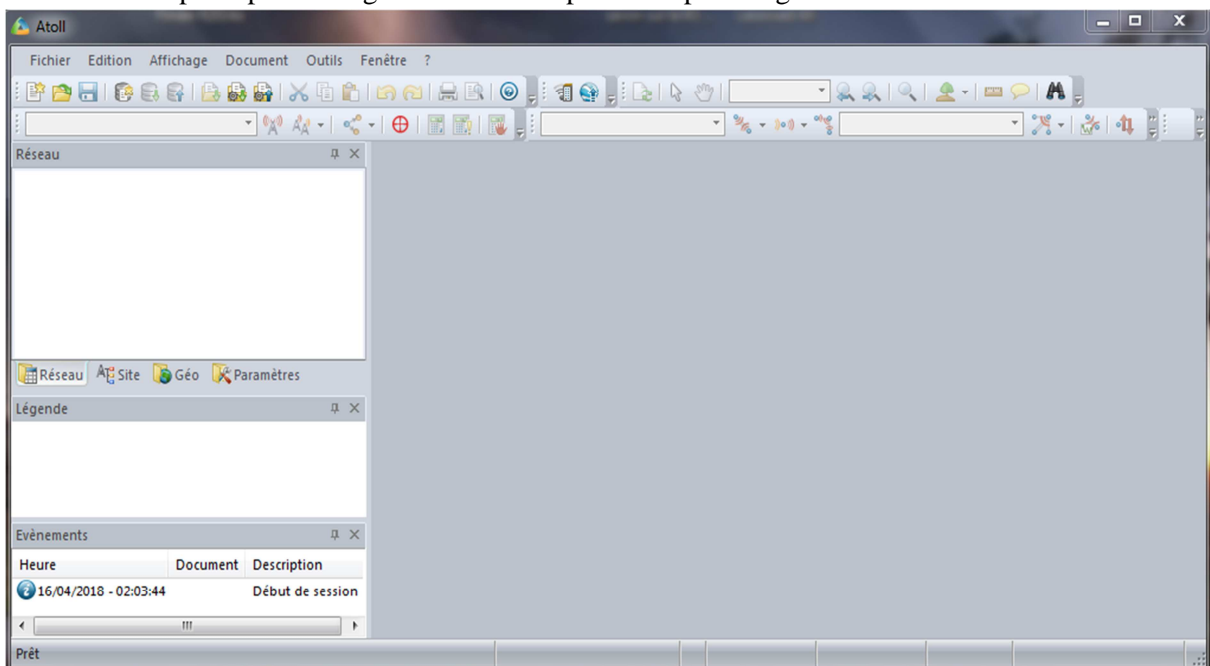 Atoll
Fichier Edition Affichage Document Outils Fenêtre ?
Réseau
Réseau Site Géo Paramètres
Légende
Evènements
Heure Document Description
16/04/2018 - 02:03:44 Début de session
Prêt